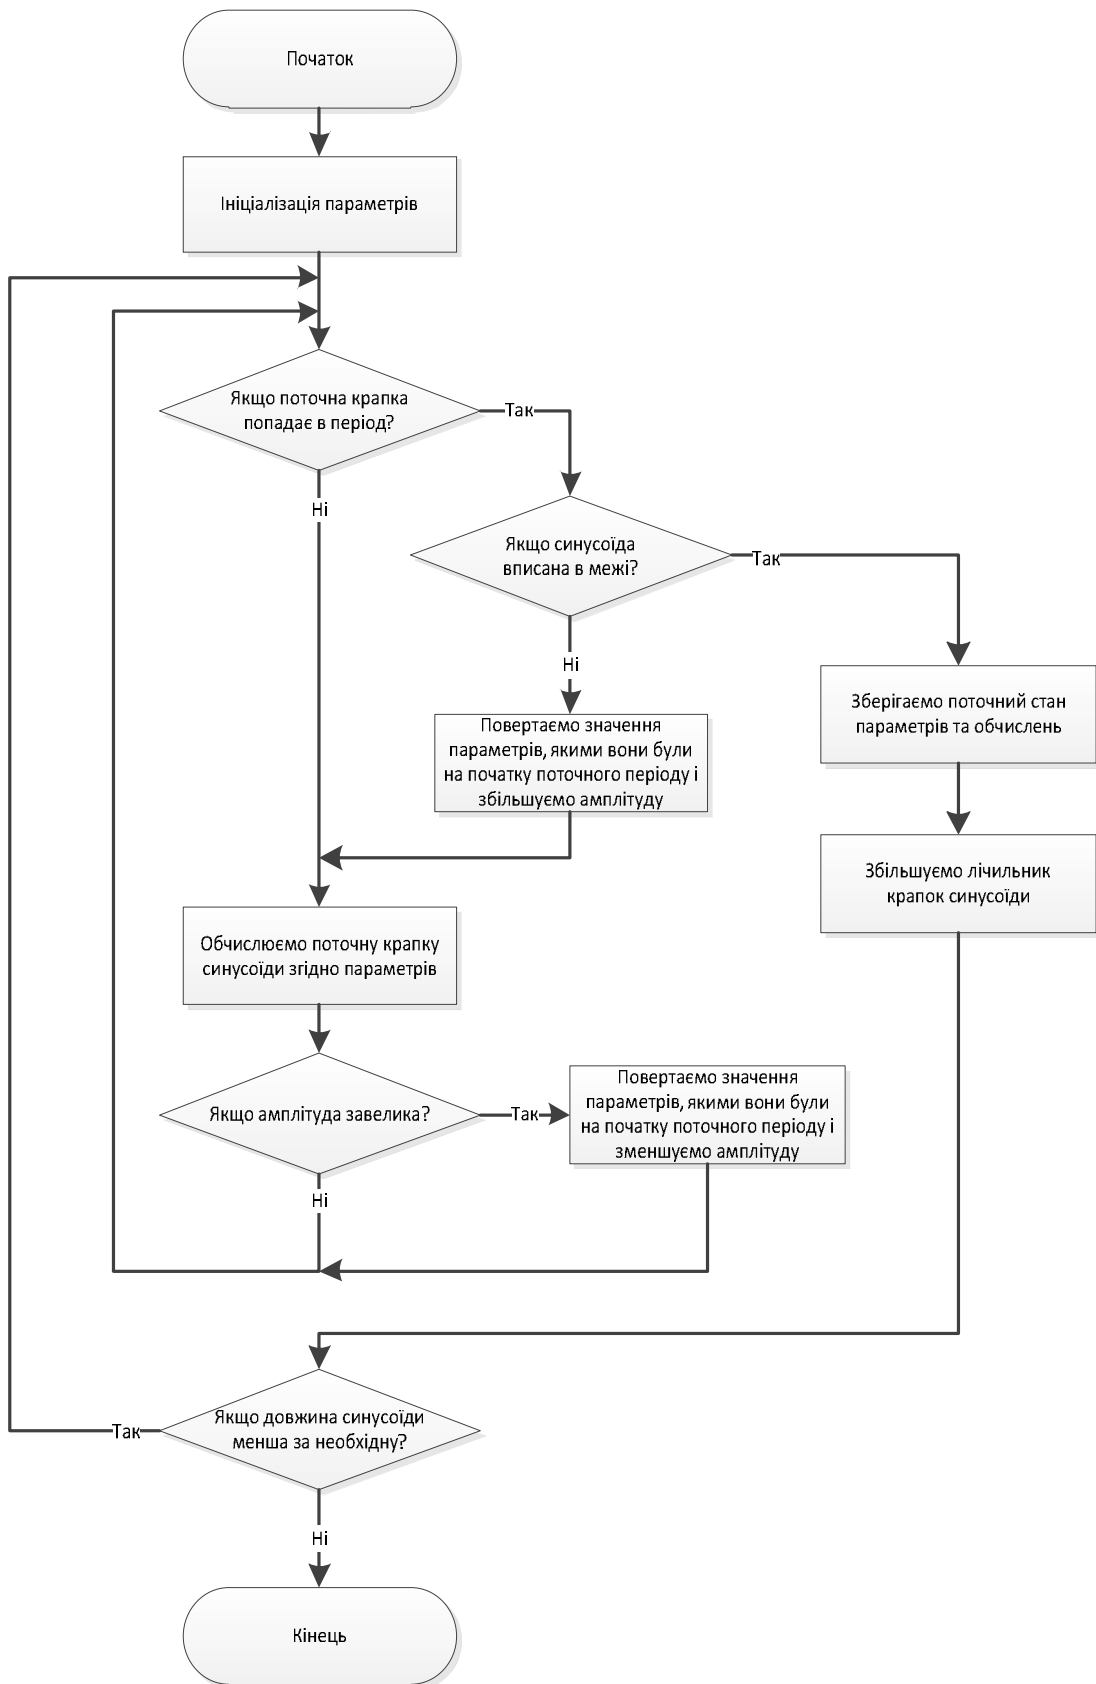 Початок
Ініціалізація параметрів
Якщо поточна крапка
попадає в період?
Так
Ні
Якщо синусоїда
вписана в межі?
Так
Ні
Зберігаємо поточний стан
параметрів та обчислень
Повертаємо значення
параметрів, якими вони були
на початку поточного періоду і
збільшуємо амплітуду
Збільшуємо лічильник
крапок синусоїди
Обчислюємо поточну крапку
синусоїди згідно параметрів
Якщо амплітуда завелика?
Так
Повертаємо значення
параметрів, якими вони були
на початку поточного періоду і
зменшуємо амплітуду
Ні
Якщо довжина синусоїди
менша за необхідну?
Так
Ні
Кінець